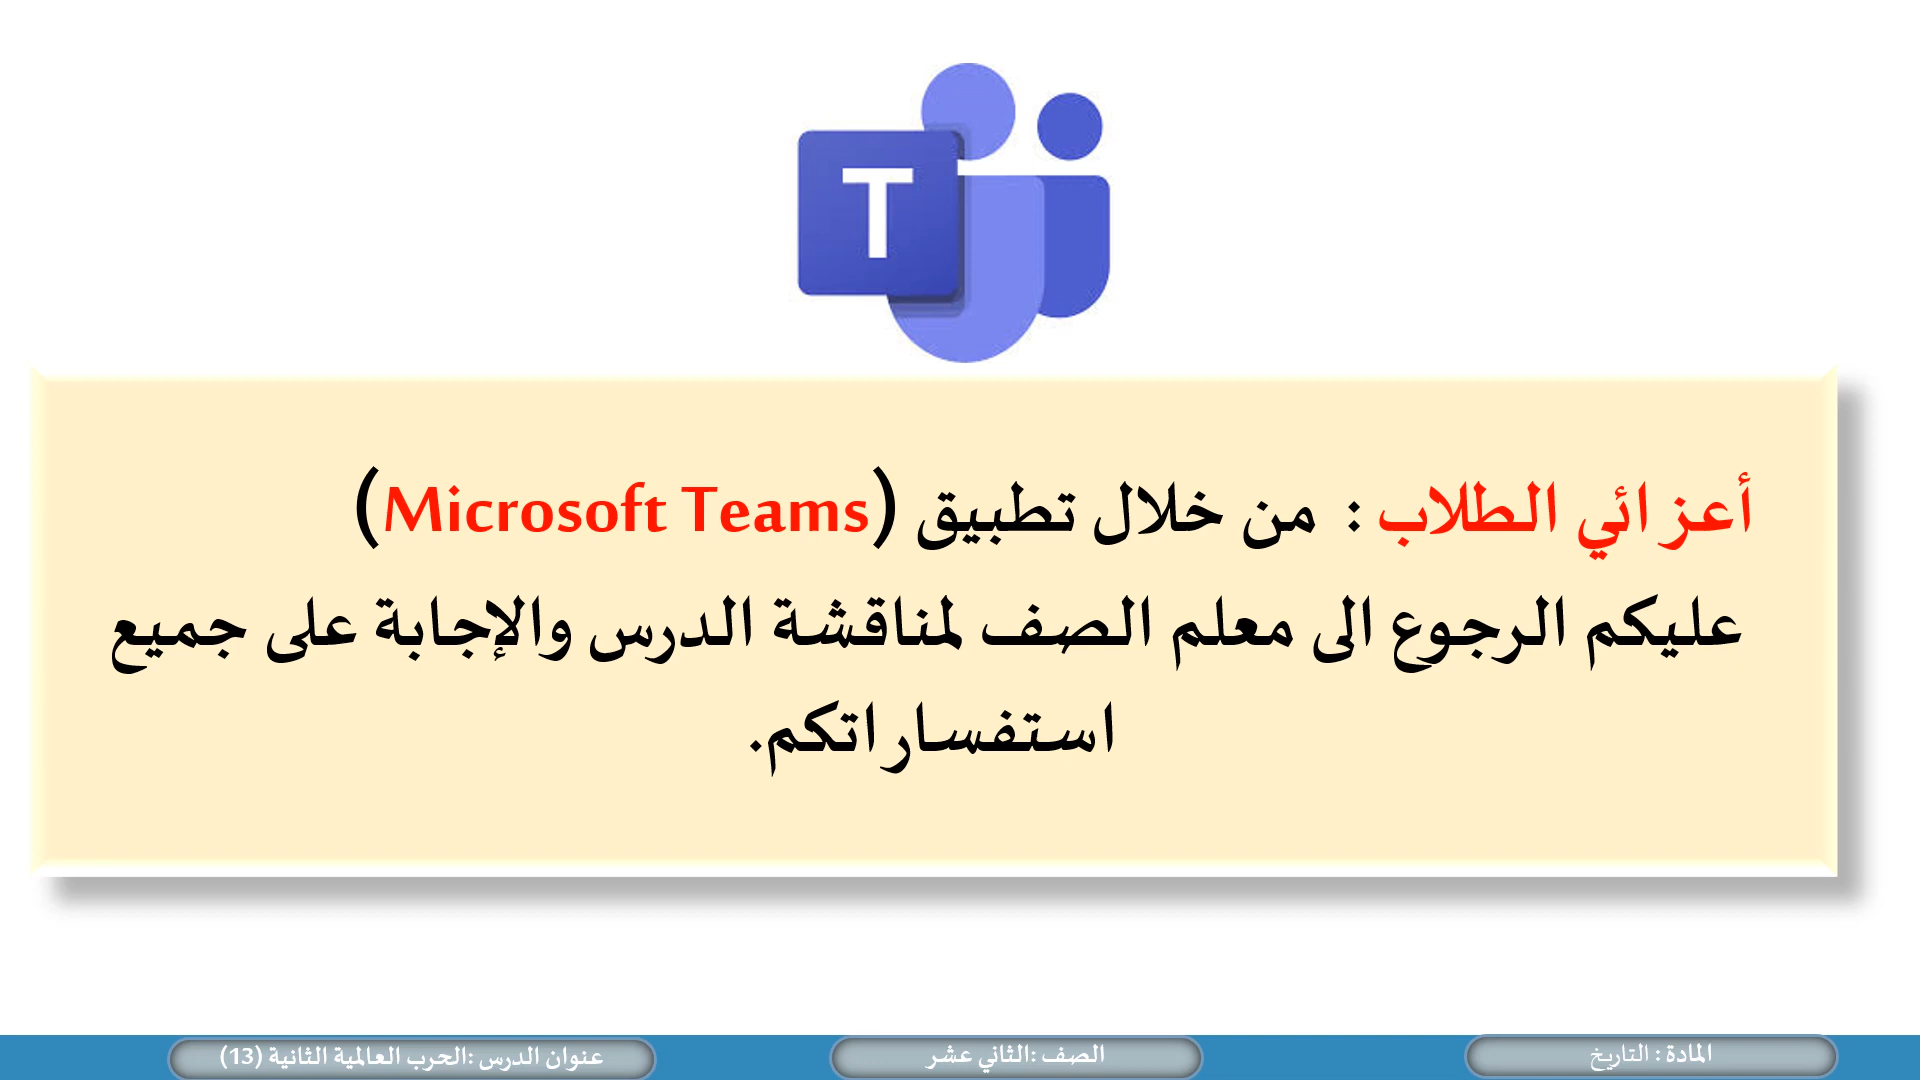 T
أعزائي الطلاب : من خلال تطبيق (Microsoft Teams)
عليكم الرجوع الى معلم الصف لمناقشة الدرس والإجابة على جميع
استفساراتكم.
المادة : التاريخ
الصف :الثاني عشر
عنوان الدرس :الحرب العالمية الثانية (13)